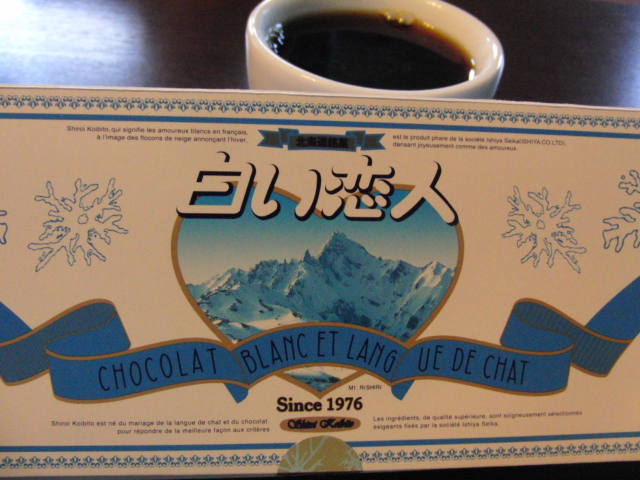 Shiroi Koibito, qui signifie les amoureux blancs en français,
à l'image des flocons de neige annonçant l'hiver,
北海道銘菓
est le produit phare de la société Ishiya Seika(ISHIYA CO.LTD),
dansant joyeusement comme des amoureux.
白い恋人
CHOCOLAT BLANC ET LANGUE DE CHAT
MT. RISHIRI
Since 1976
Shiroi Koibito
Shiroi Koibito est né du mariage de la langue de chat et du chocolat.
pour répondre de la meilleure façon aux critères
Les ingrédients, de qualité supérieure, sont soigneusement sélectionnés
exigeants fixés par la société Ishiya Seika.